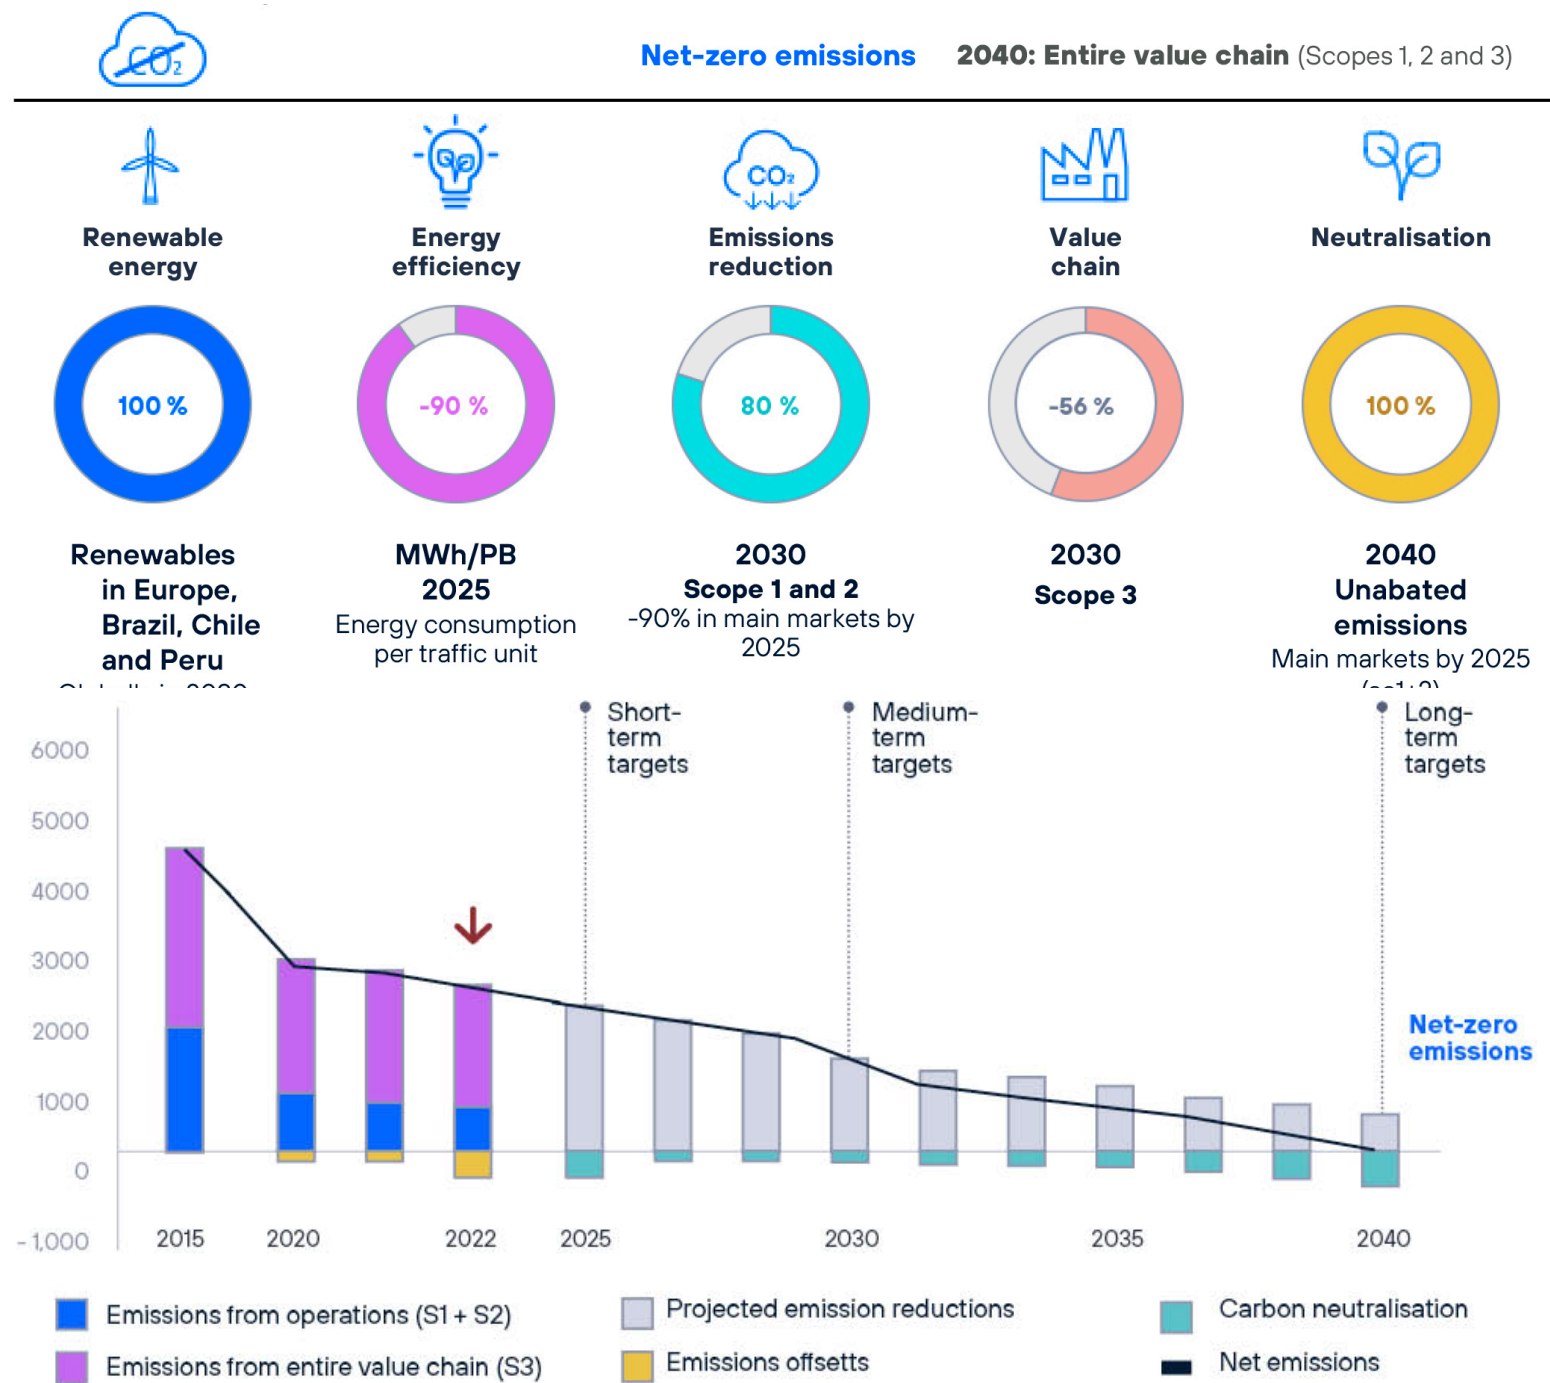 CO₂
Net-zero emissions 2040: Entire value chain (Scopes 1, 2 and 3)
CO₂
Renewable
energy
Energy
efficiency
Emissions
reduction
Value
chain
Neutralisation
100 %
-90 %
80 %
-56 %
100 %
Renewables
in Europe,
Brazil, Chile
and Peru
MWh/PB
2025
Energy consumption
per traffic unit
2030
Scope 1 and 2
-90% in main markets by
2025
2030
Scope 3
2040
Unabated
emissions
Main markets by 2025
Short-
term
targets
Medium-
term
targets
Long-
term
targets
6000
5000
4000
3000
2000
1000
0
- 1,000
Net-zero
emissions
2015 2020 2022 2025 2030 2035 2040
Emissions from operations (S1 + S2)
Projected emission reductions
Carbon neutralisation
Emissions from entire value chain (S3)
Emissions offsetts
Net emissions